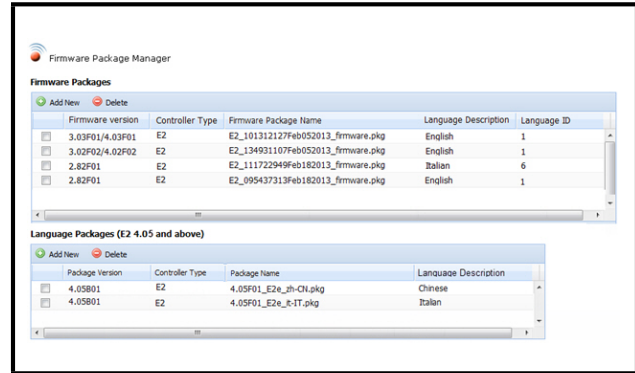 Firmware Package Manager
Firmware Packages
Add New Delete
Firmware version Controller Type Firmware Package Name Language Description Language ID
3.03F01/4.03F01 E2 E2_101312127Feb052013_firmware.pkg English 1
3.02F02/4.02F02 E2 E2_134931107Feb052013_firmware.pkg English 1
2.82F01 E2 E2_111722949Feb182013_firmware.pkg Italian 6
2.82F01 E2 E2_095437313Feb182013_firmware.pkg English 1
Language Packages (E2 4.05 and above)
Add New Delete
Package Version Controller Type Package Name Language Description
4.05B01 E2 4.05F01_E2e_zh-CN.pkg Chinese
4.05B01 E2 4.05F01_E2e_it-IT.pkg Italian